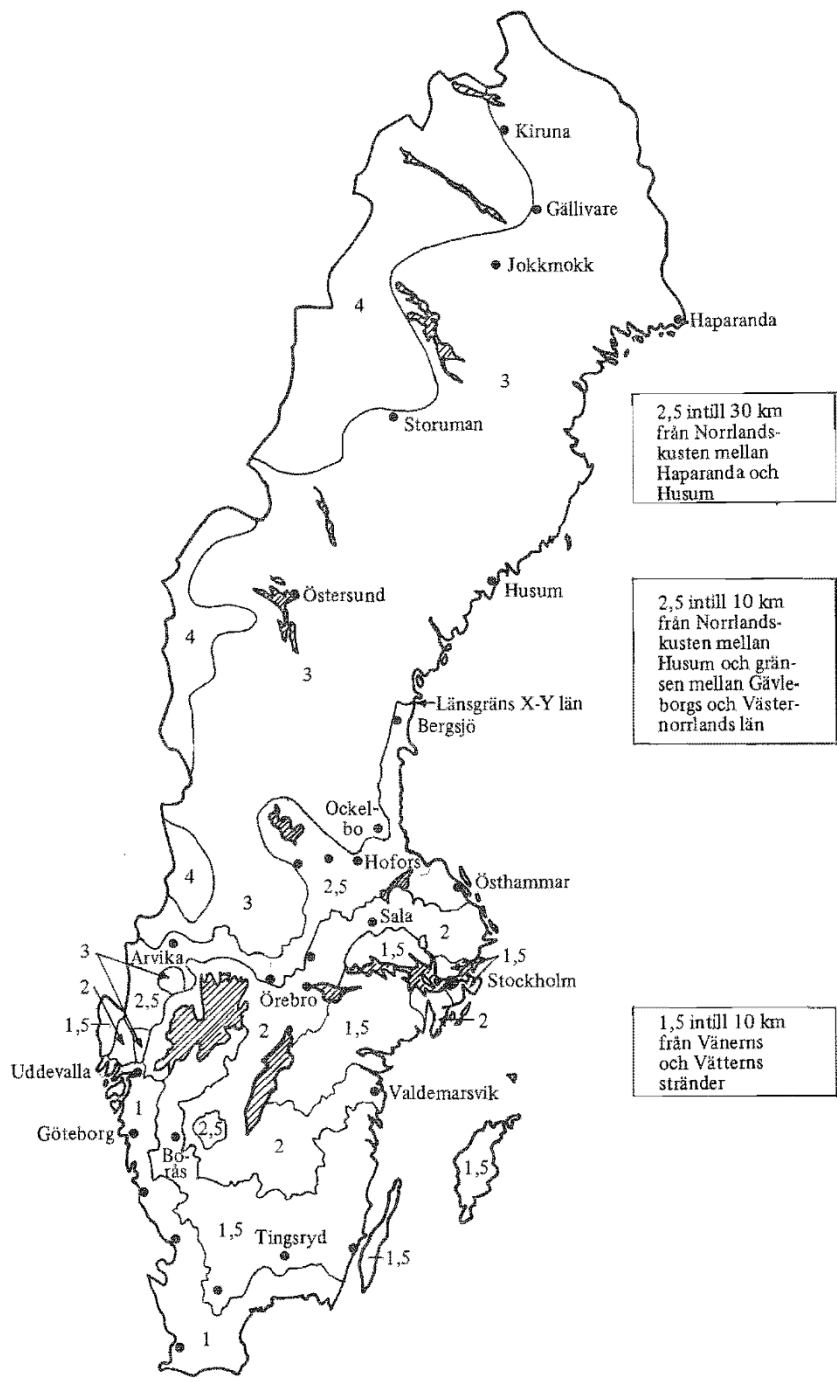 Kiruna
Gällivare
Jokkmokk
4
Haparanda
3
Storuman
2,5 intill 30 km
från Norrlands-
kusten mellan
Haparanda och
Husum
Husum
Östersund
2,5 intill 10 km
från Norrlands-
kusten mellan
Husum och grän-
sen mellan Gävle-
borgs och Väster-
norrlands län
4
3
Länsgräns X-Y län
Bergsjö
Ockel-
bo
Hofors
4
2,5
Östhammar
3
Sala
2
Arvika
3
1,5
1,5
2
2,5
Stockholm
Örebro
1,5
2
1,5
2
1,5 intill 10 km
från Vänerns
och Vätterns
stränder
Uddevalla
Valdemarsvik
1
Göteborg
2,5
2
Bo-
rås
1,5
1,5
Tingsryd
1,5
1